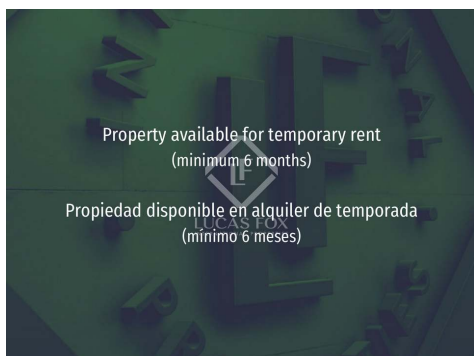 Property available for temporary rent
(minimum 6 months)
LF
Propiedad disponible en alquiler de temporada
LUCAS FOX
(mínimo 6 meses)